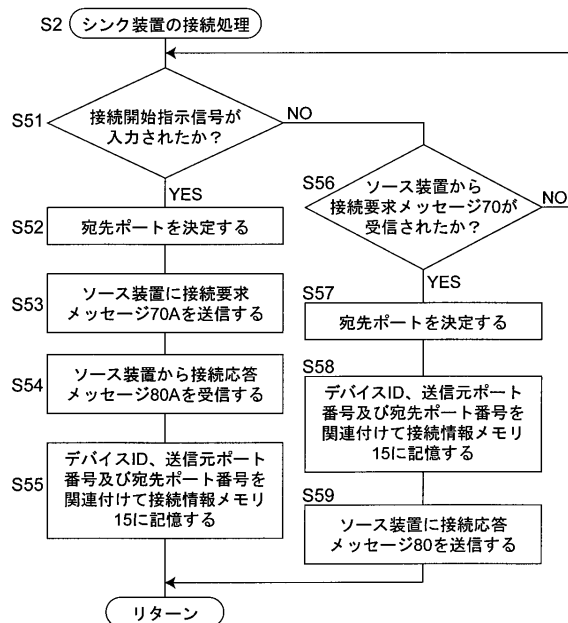 S2 シンク装置の接続処理
S51
接続開始指示信号が
入力されたか？
NO
YES
S52
宛先ポートを決定する
S53
ソース装置に接続要求
メッセージ70Aを送信する
S54
ソース装置から接続応答
メッセージ80Aを受信する
S55
デバイスID、送信元ポート
番号及び宛先ポート番号を
関連付けて接続情報メモリ
15に記憶する
S56
ソース装置から
接続要求メッセージ70が
受信されたか？
NO
YES
S57
宛先ポートを決定する
S58
デバイスID、送信元ポート
番号及び宛先ポート番号を
関連付けて接続情報メモリ
15に記憶する
S59
ソース装置に接続応答
メッセージ80を送信する
リターン